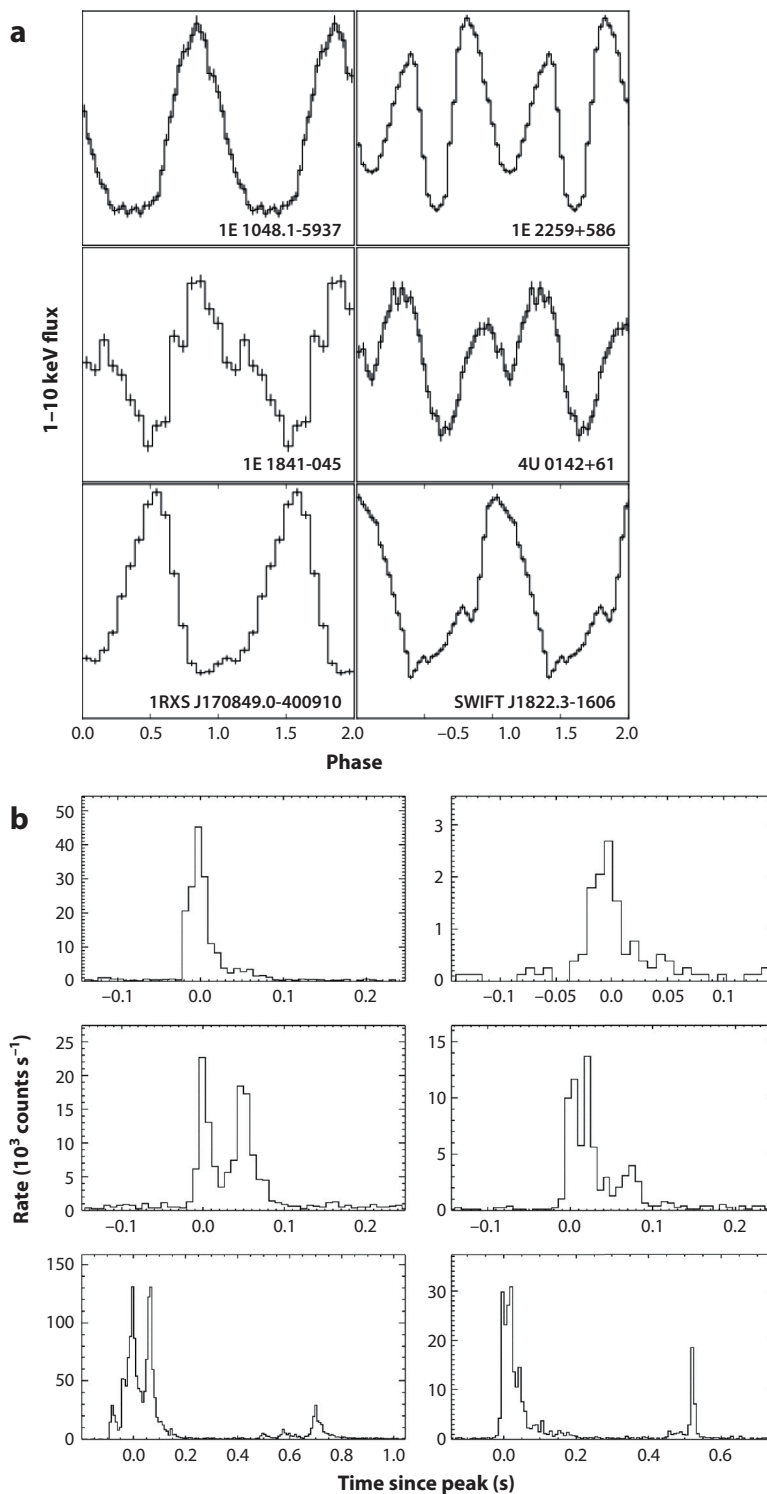 a
1E 1048.1-5937
1E 2259+586
1–10 keV flux
1E 1841-045
4U 0142+61
1RXS J170849.0-400910
SWIFT J1822.3-1606
0.0 0.5 1.0 1.5 2.0
−0.5 1.0 1.5 2.0
Phase
b
50
40
30
20
10
0
−0.1 0.0 0.1 0.2
3
2
1
0
−0.1 −0.05 0.0 0.05 0.1
Rate (10³ counts s⁻¹)
25
20
15
10
5
0
−0.1 0.0 0.1 0.2
15
10
5
0
−0.1 0.0 0.1 0.2
150
100
50
0
0.0 0.2 0.4 0.6 0.8 1.0
30
20
10
0
0.0 0.2 0.4 0.6
Time since peak (s)